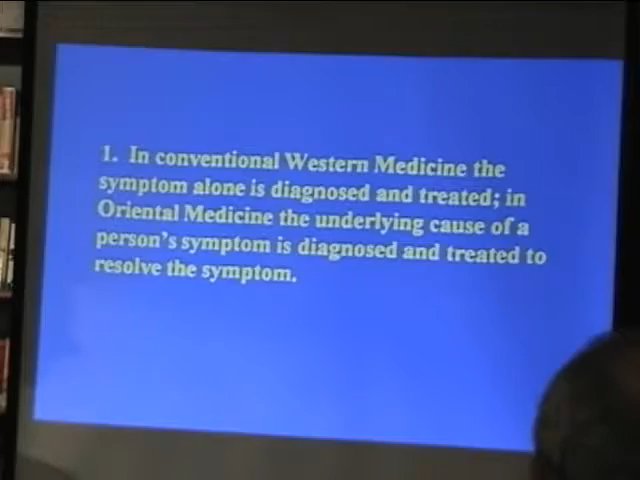 1. In conventional Western Medicine the
symptom alone is diagnosed and treated; in
Oriental Medicine the underlying cause of a
person's symptom is diagnosed and treated to
resolve the symptom.